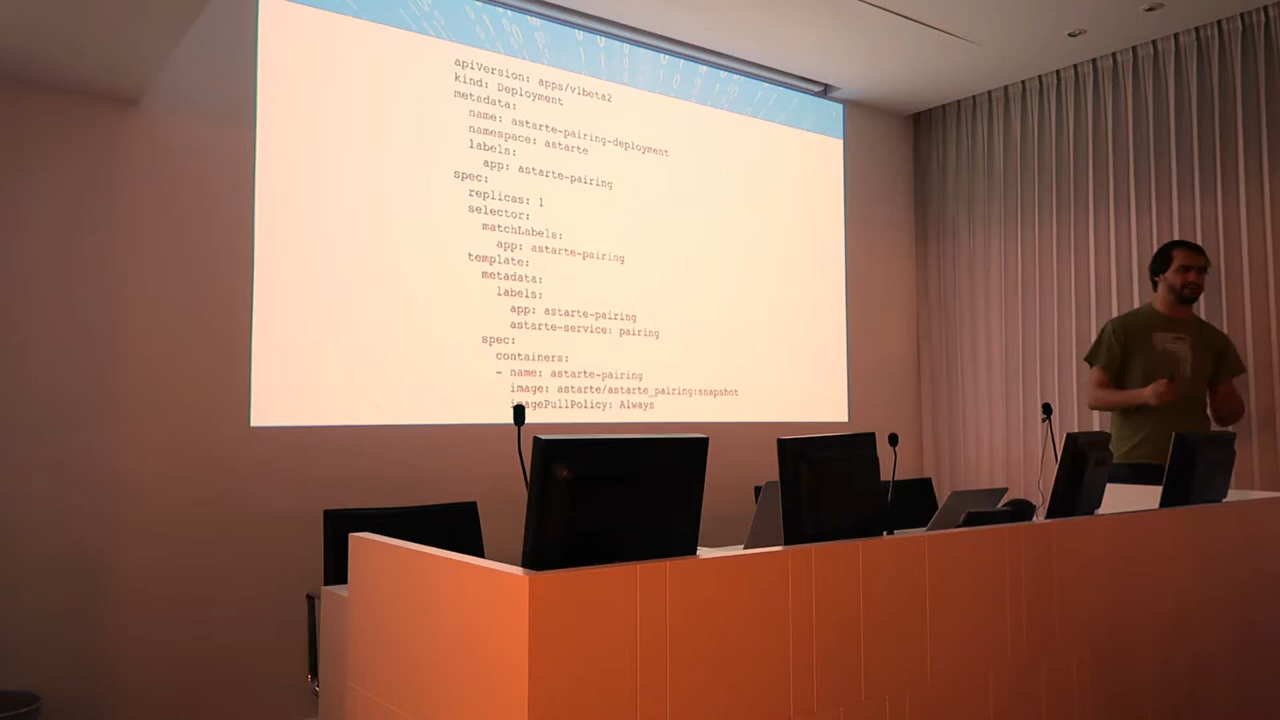 apiVersion: apps/v1beta2
kind: Deployment
metadata:
  name: astarte-pairing-deployment
  namespace: astarte
  labels:
    app: astarte-pairing
spec:
  replicas: 1
  selector:
    matchLabels:
      app: astarte-pairing
  template:
    metadata:
      labels:
        app: astarte-pairing
        astarte-service: pairing
    spec:
      containers:
      - name: astarte-pairing
        image: astarte/astarte_pairing:snapshot
        imagePullPolicy: Always